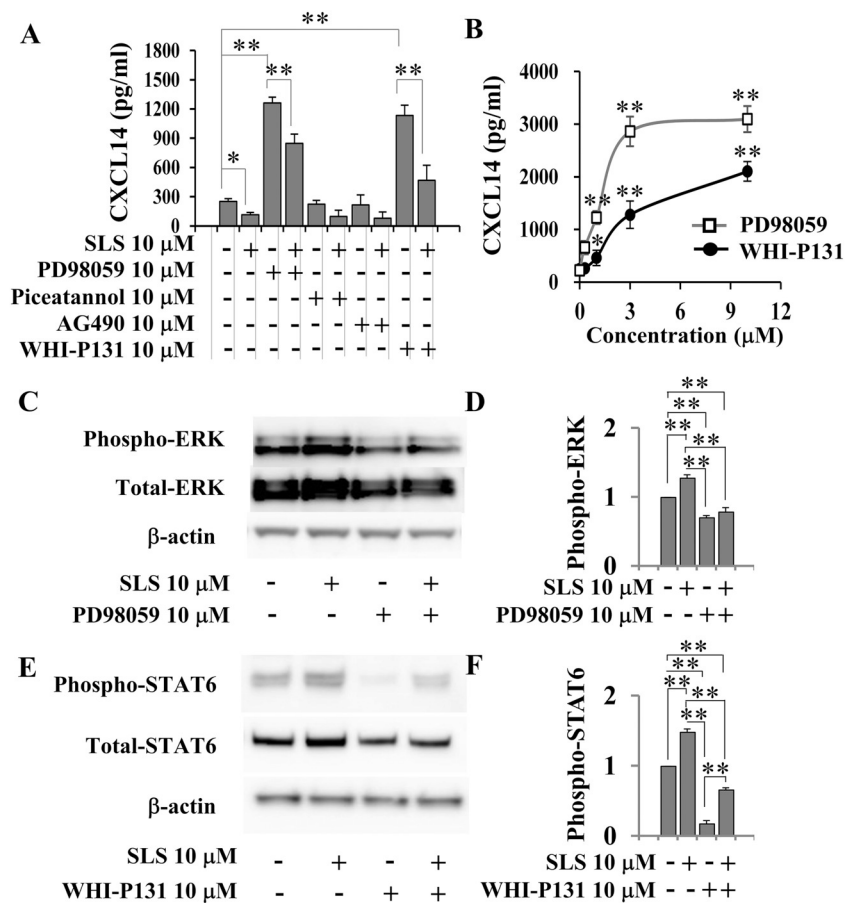 A
CXCL14 (pg/ml)
1800
1500
1200
900
600
300
0
** ** ** ** *
SLS 10 μM - + - + - + - + - +
PD98059 10 μM - - + + - - - - - -
Piceatannol 10 μM - - - - + + - - - -
AG490 10 μM - - - - - - + + - -
WHI-P131 10 μM - - - - - - - - + +
B
CXCL14 (pg/ml)
4000
3000
2000
1000
0
** ** ** ** ** *
PD98059
WHI-P131
0 3 6 9 12
Concentration (μM)
C
Phospho-ERK
Total-ERK
β-actin
SLS 10 μM - + - +
PD98059 10 μM - - + +
D
Phospho-ERK
2
1
0
**
**
** **
**
SLS 10 μM - + - +
PD98059 10 μM - - + +
E
Phospho-STAT6
Total-STAT6
β-actin
SLS 10 μM - + - +
WHI-P131 10 μM - - + +
F
Phospho-STAT6
2
1
0
**
**
** **
**
**
SLS 10 μM - + - +
WHI-P131 10 μM - - + +